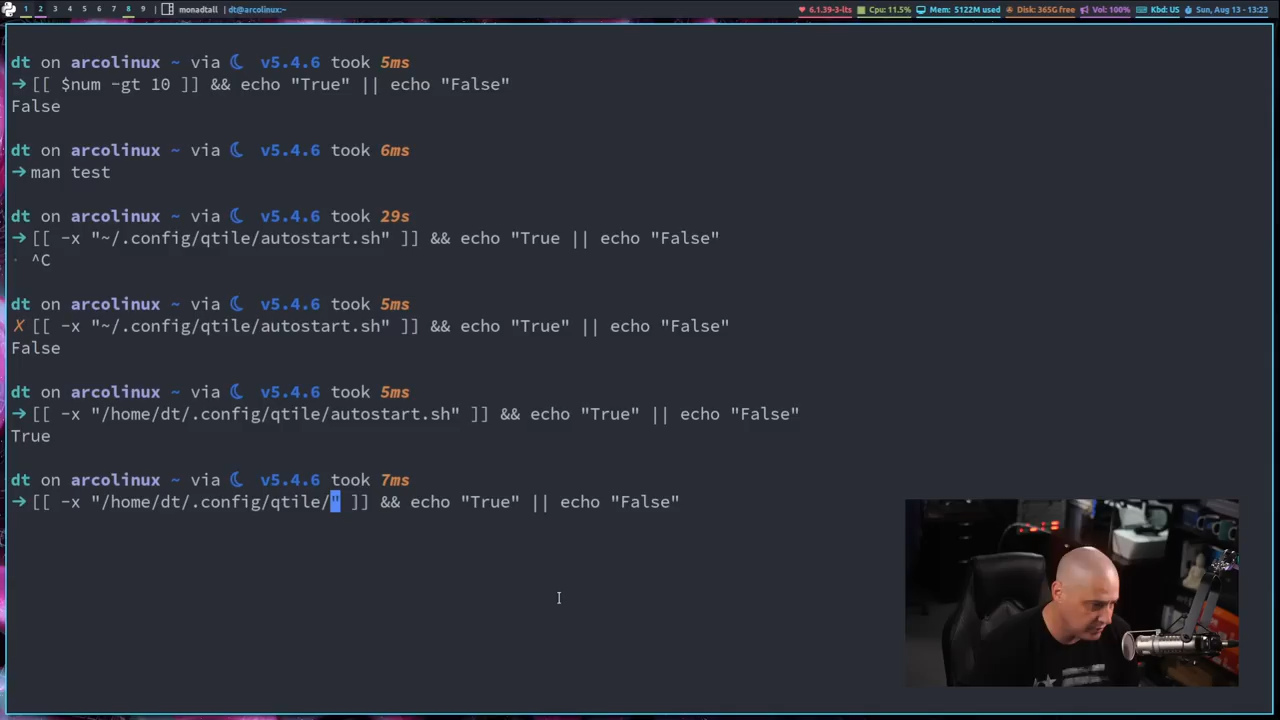 1 2 3 4 5 6 7 8 9 | monadtall | dt@arcolinux:~ 6.1.39-3-lts Cpu: 11.5% Mem: 5122M used Disk: 365G free Vol: 100% Kbd: US Sun, Aug 13 - 13:23
dt on arcolinux ~ via v5.4.6 took 5ms
➜ [[ $num -gt 10 ]] && echo "True" || echo "False"
False
dt on arcolinux ~ via v5.4.6 took 6ms
➜ man test
dt on arcolinux ~ via v5.4.6 took 29s
➜ [[ -x "~/.config/qtile/autostart.sh" ]] && echo "True || echo "False"
· ^C
dt on arcolinux ~ via v5.4.6 took 5ms
✗ [[ -x "~/.config/qtile/autostart.sh" ]] && echo "True" || echo "False"
False
dt on arcolinux ~ via v5.4.6 took 5ms
➜ [[ -x "/home/dt/.config/qtile/autostart.sh" ]] && echo "True" || echo "False"
True
dt on arcolinux ~ via v5.4.6 took 7ms
➜ [[ -x "/home/dt/.config/qtile/" ]] && echo "True" || echo "False"